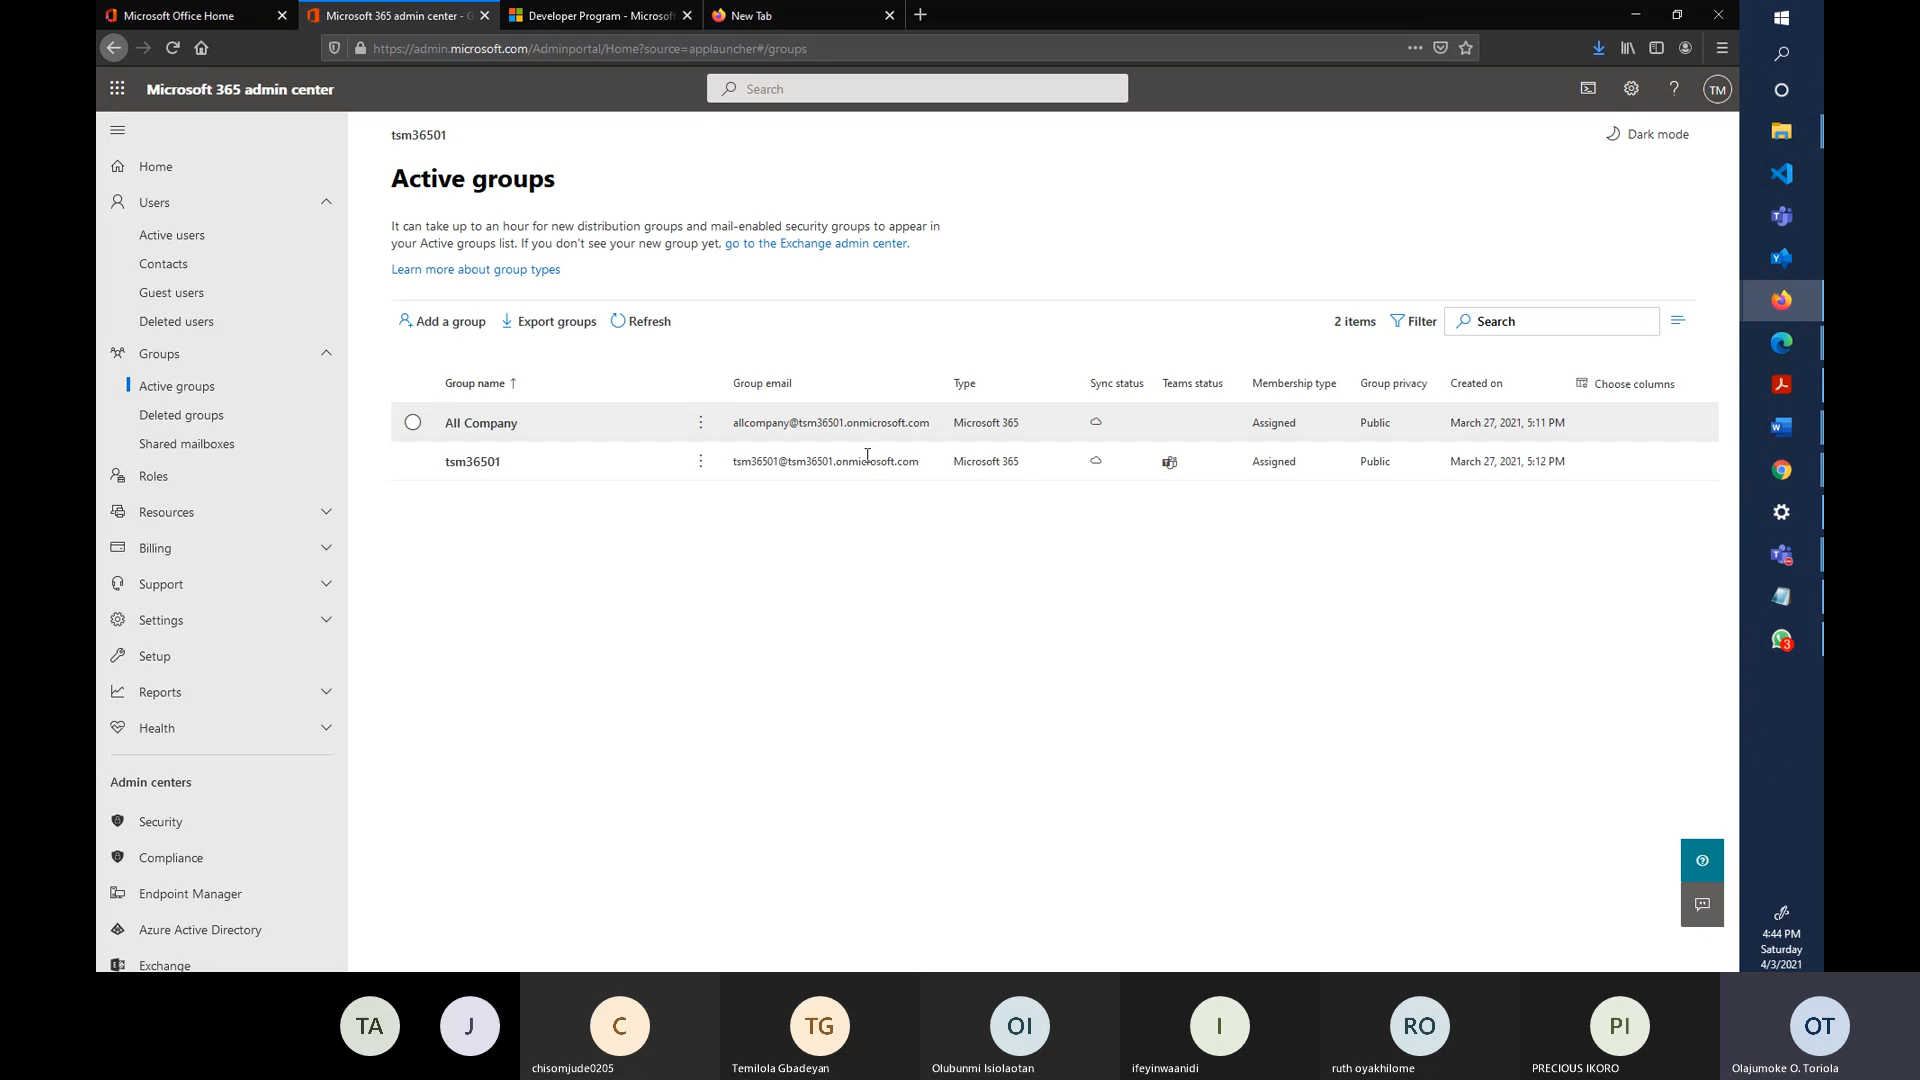 Microsoft Office Home
Microsoft 365 admin center - G
Developer Program - Microsof
New Tab
https://admin.microsoft.com/Adminportal/Home?source=applauncher#/groups
Microsoft 365 admin center
Search
TM
tsm36501
Dark mode
Home
Users
Active users
Contacts
Guest users
Deleted users
Groups
Active groups
Deleted groups
Shared mailboxes
Roles
Resources
Billing
Support
Settings
Setup
Reports
Health
Admin centers
Security
Compliance
Endpoint Manager
Azure Active Directory
Exchange
Active groups
It can take up to an hour for new distribution groups and mail-enabled security groups to appear in
your Active groups list. If you don't see your new group yet, go to the Exchange admin center.
Learn more about group types
Add a group
Export groups
Refresh
2 items
Filter
Search
Group name ↑
Group email
Type
Sync status
Teams status
Membership type
Group privacy
Created on
Choose columns
All Company
allcompany@tsm36501.onmicrosoft.com
Microsoft 365
Assigned
Public
March 27, 2021, 5:11 PM
tsm36501
tsm36501@tsm36501.onmicrosoft.com
Microsoft 365
Assigned
Public
March 27, 2021, 5:12 PM
3
4:44 PM
Saturday
4/3/2021
TA
J
C
chisomjude0205
TG
Temilola Gbadeyan
OI
Olubunmi Isiolaotan
I
ifeyinwaanidi
RO
ruth oyakhilome
PI
PRECIOUS IKORO
OT
Olajumoke O. Toriola